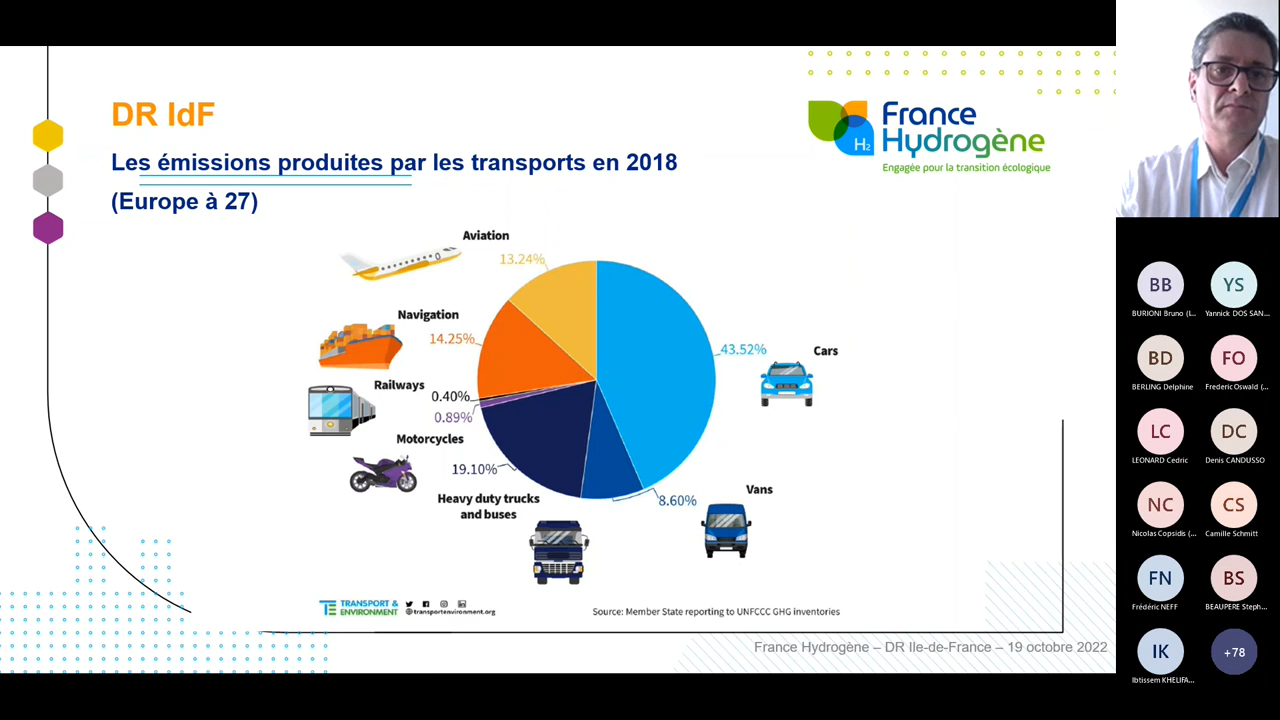 DR IdF
Les émissions produites par les transports en 2018
(Europe à 27)
France
Hydrogène
H2
Engagée pour la transition écologique
Aviation
13.24%
Navigation
14.25%
Railways
0.40%
0.89%
Motorcycles
19.10%
Heavy duty trucks
and buses
43.52%
Cars
Vans
8.60%
TE TRANSPORT &
ENVIRONMENT
@transportenvironment.org
Source: Member State reporting to UNFCCC GHG inventories
France Hydrogène – DR Ile-de-France – 19 octobre 2022
BB
BURIONI Bruno (I...
YS
Yannick DOS SAN...
BD
BERLING Delphine
FO
Frederic Oswald (...
LC
LEONARD Cedric
DC
Denis CANDUSSO
NC
Nicolas Copsidis (...
CS
Camille Schmitt
FN
Frédéric NEFF
BS
BEAUPERE Steph...
IK
Ibtissem KHELIFA...
+78